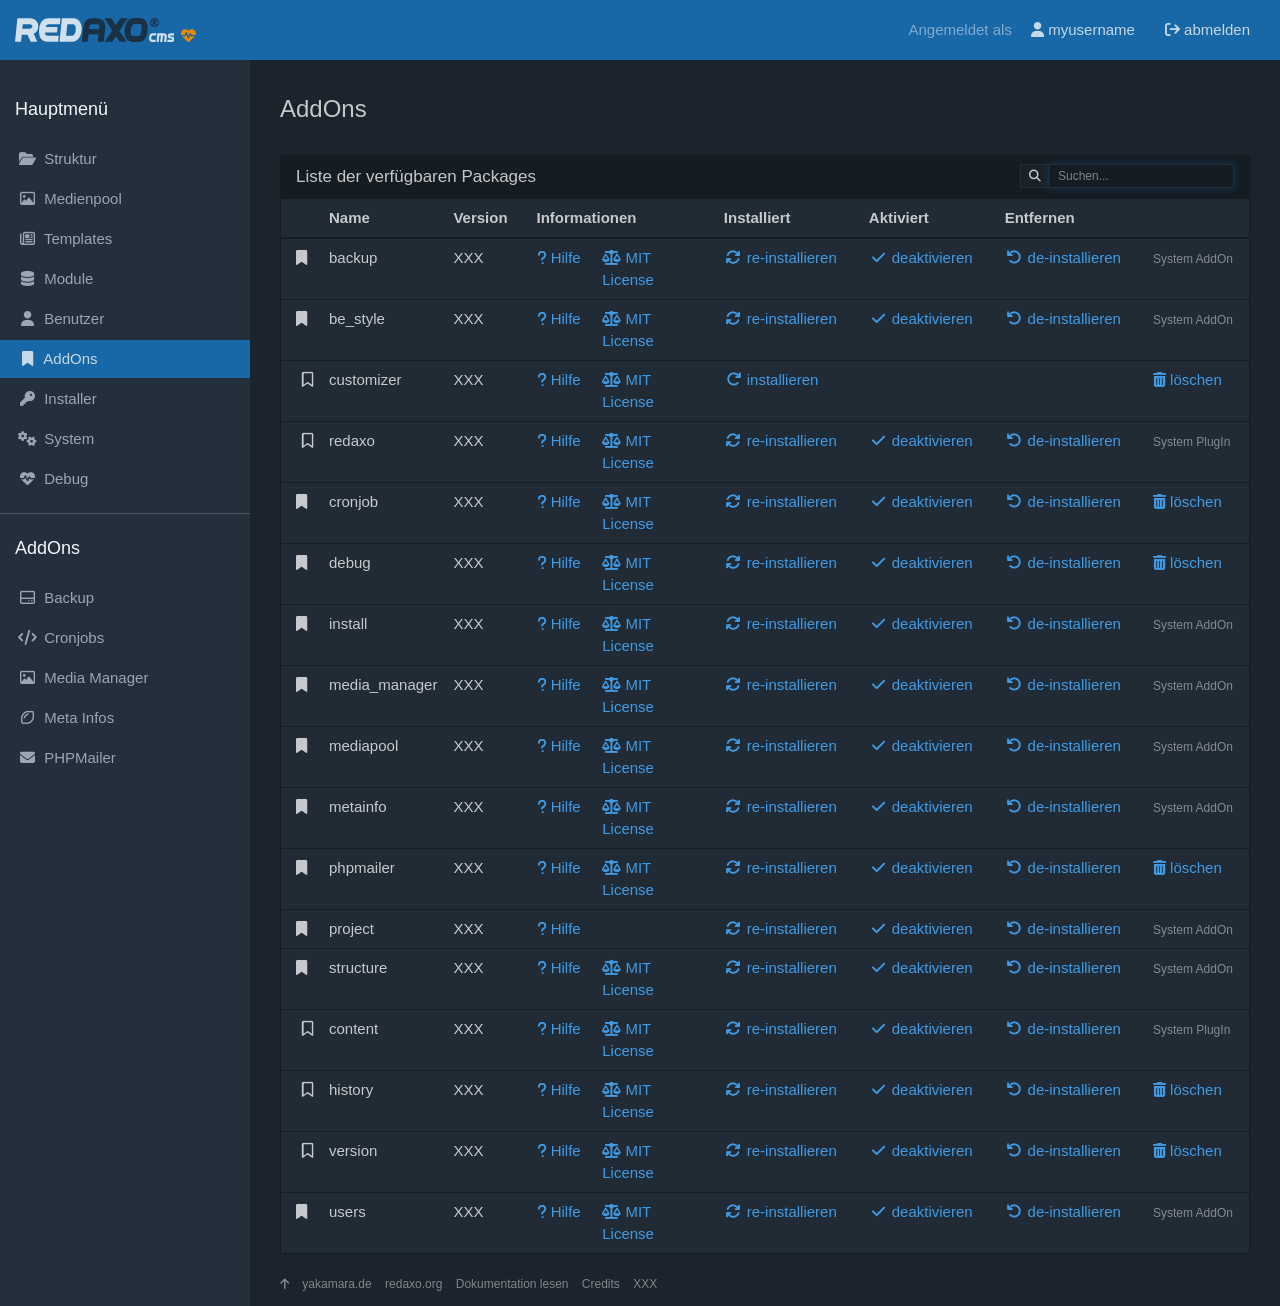 REDAXO® cms
Angemeldet als myusername abmelden
Hauptmenü
Struktur
Medienpool
Templates
Module
Benutzer
AddOns
Installer
System
Debug
AddOns
Backup
Cronjobs
Media Manager
Meta Infos
PHPMailer
AddOns
Liste der verfügbaren Packages
Suchen...
Name Version Informationen Installiert Aktiviert Entfernen
backup XXX Hilfe MIT re-installieren deaktivieren de-installieren System AddOn
License
be_style XXX Hilfe MIT re-installieren deaktivieren de-installieren System AddOn
License
customizer XXX Hilfe MIT installieren löschen
License
redaxo XXX Hilfe MIT re-installieren deaktivieren de-installieren System PlugIn
License
cronjob XXX Hilfe MIT re-installieren deaktivieren de-installieren löschen
License
debug XXX Hilfe MIT re-installieren deaktivieren de-installieren löschen
License
install XXX Hilfe MIT re-installieren deaktivieren de-installieren System AddOn
License
media_manager XXX Hilfe MIT re-installieren deaktivieren de-installieren System AddOn
License
mediapool XXX Hilfe MIT re-installieren deaktivieren de-installieren System AddOn
License
metainfo XXX Hilfe MIT re-installieren deaktivieren de-installieren System AddOn
License
phpmailer XXX Hilfe MIT re-installieren deaktivieren de-installieren löschen
License
project XXX Hilfe re-installieren deaktivieren de-installieren System AddOn
structure XXX Hilfe MIT re-installieren deaktivieren de-installieren System AddOn
License
content XXX Hilfe MIT re-installieren deaktivieren de-installieren System PlugIn
License
history XXX Hilfe MIT re-installieren deaktivieren de-installieren löschen
License
version XXX Hilfe MIT re-installieren deaktivieren de-installieren löschen
License
users XXX Hilfe MIT re-installieren deaktivieren de-installieren System AddOn
License
yakamara.de redaxo.org Dokumentation lesen Credits XXX